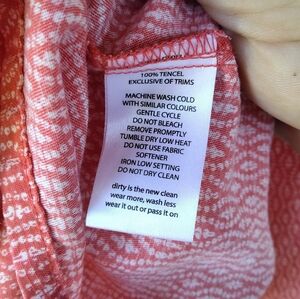 100% TENCEL
EXCLUSIVE OF TRIMS
MACHINE WASH COLD
WITH SIMILAR COLOURS
GENTLE CYCLE
DO NOT BLEACH
REMOVE PROMPTLY
TUMBLE DRY LOW HEAT
DO NOT USE FABRIC
SOFTENER
IRON LOW SETTING
DO NOT DRY CLEAN
dirty is the new clean
wear more, wash less
wear it out or pass it on